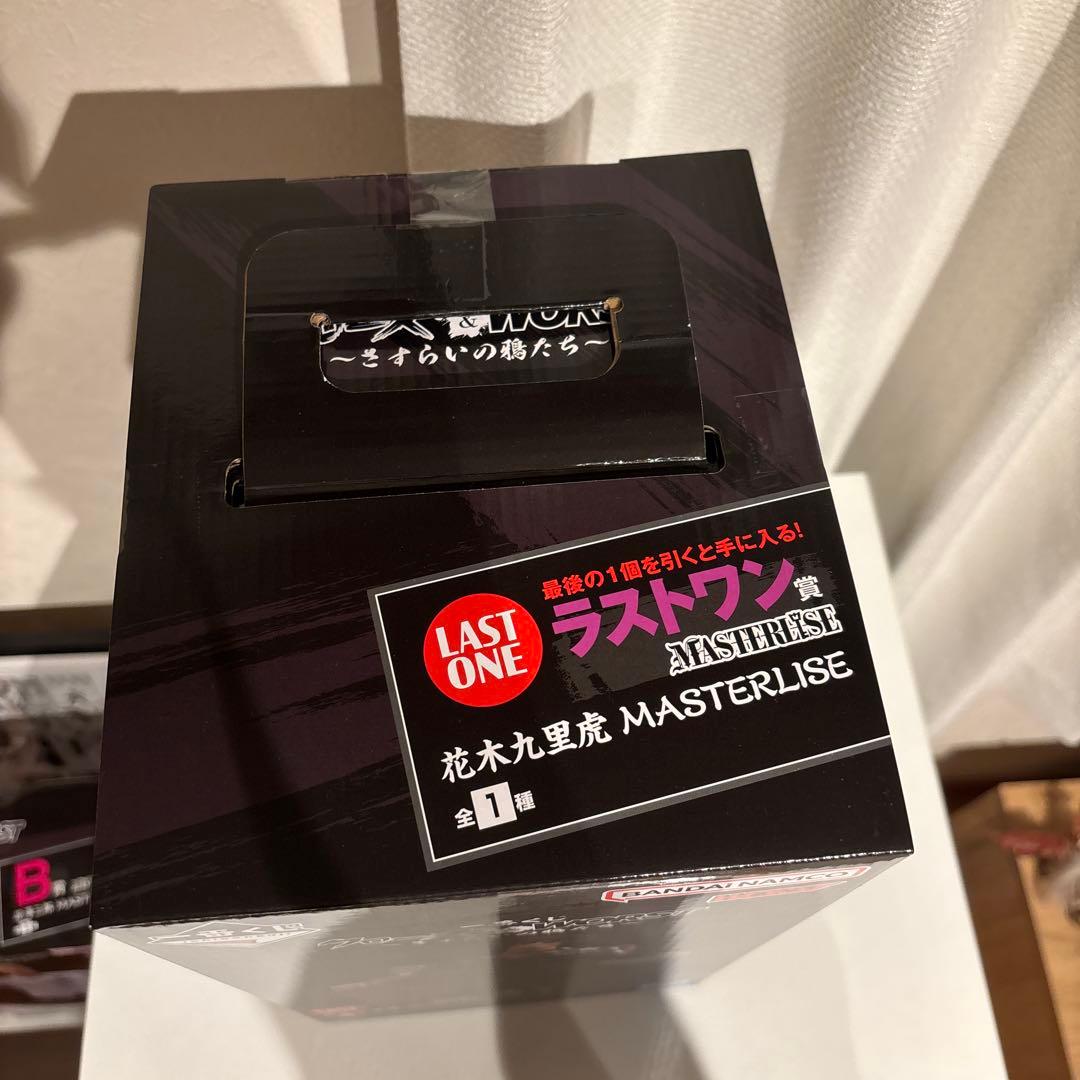 &WOR
～さすらいの鴉たち～
最後の1個を引くと手に入る!
LAST
ONE
ラストワン賞
MASTERLISE
花木九里虎 MASTERLISE
全1種
BANDAI NAMCO
B賞